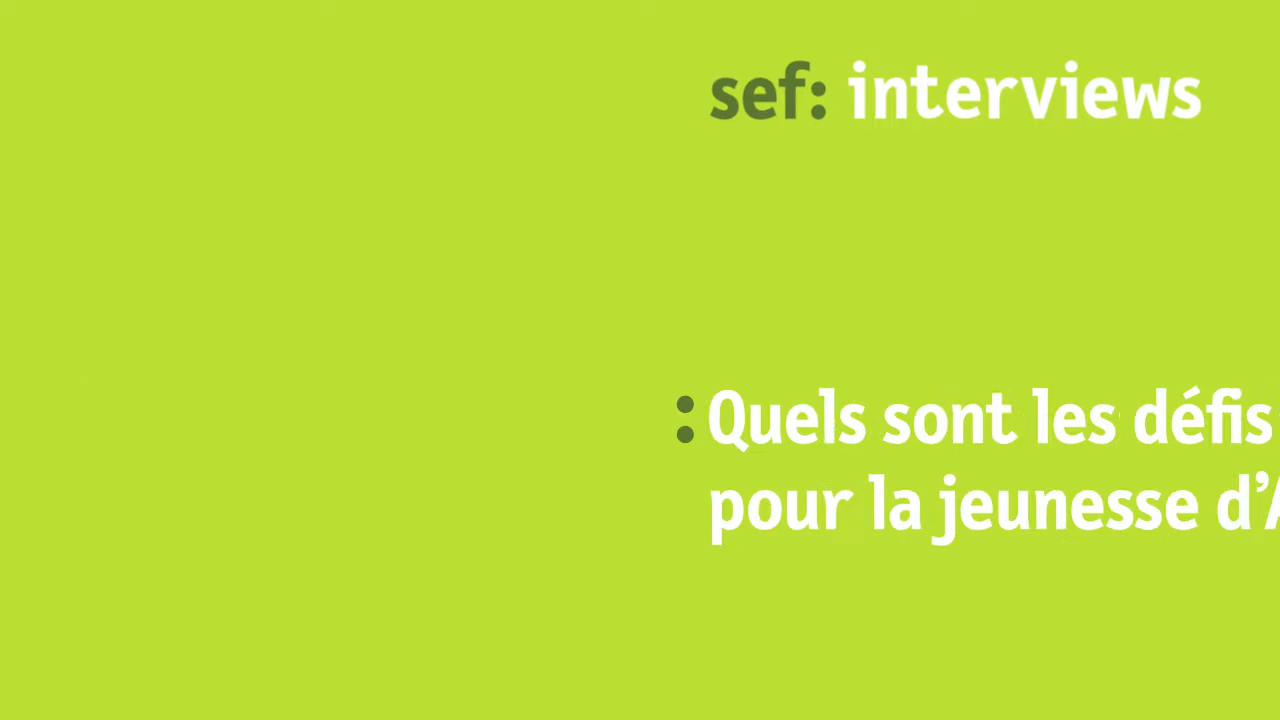 sef: interviews
: Quels sont les défis
pour la jeunesse d’A